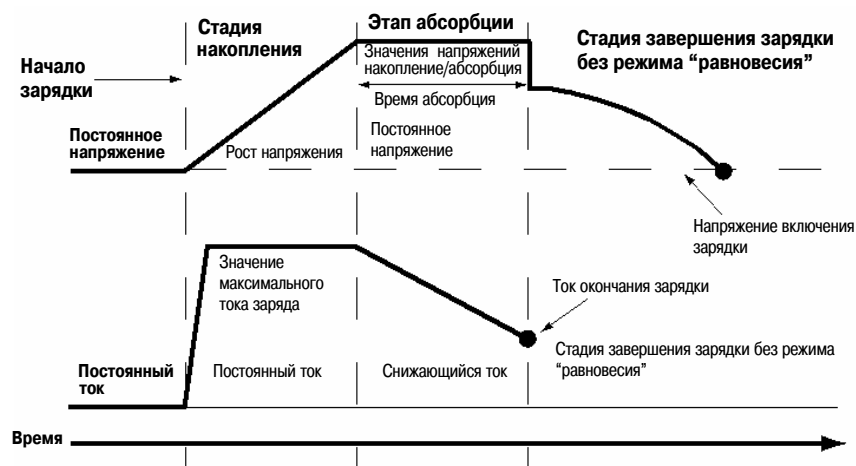 Стадия
накопления
Этап абсорбции
Стадия завершения зарядки
без режима “равновесия”
Начало
зарядки
Значения напряжений
накопление/абсорбция
Время абсорбция
Постоянное
напряжение
Рост напряжения
Постоянное
напряжение
Напряжение включения
зарядки
Значение
максимального
тока заряда
Ток окончания зарядки
Стадия завершения зарядки без режима
“равновесия”
Постоянный
ток
Постоянный ток
Снижающийся ток
Время